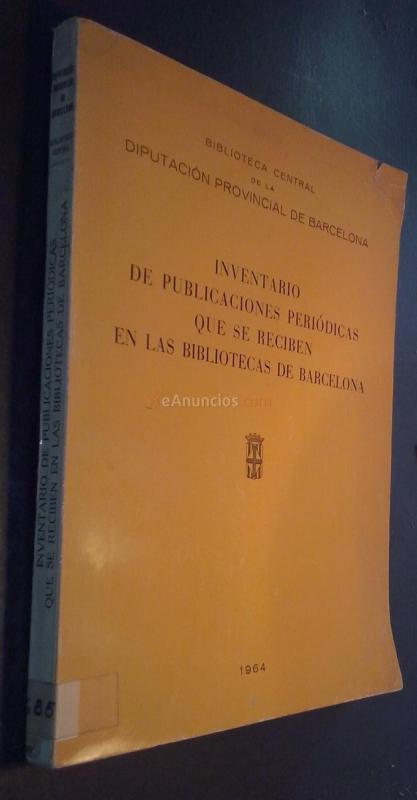 BIBLIOTECA CENTRAL
DE LA
DIPUTACIÓN PROVINCIAL DE BARCELONA
INVENTARIO
DE PUBLICACIONES PERIÓDICAS
QUE SE RECIBEN
EN LAS BIBLIOTECAS DE BARCELONA
eAnuncios.com
1964
INVENTARIO DE PUBLICACIONES PERIÓDICAS
QUE SE RECIBEN EN LAS BIBLIOTECAS DE BARCELONA